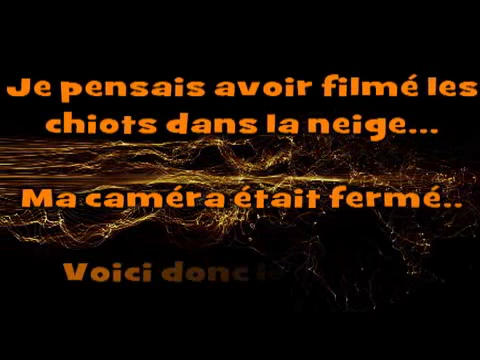 Je pensais avoir filmé les
chiots dans la neige...
Ma caméra était fermé..
Voici donc